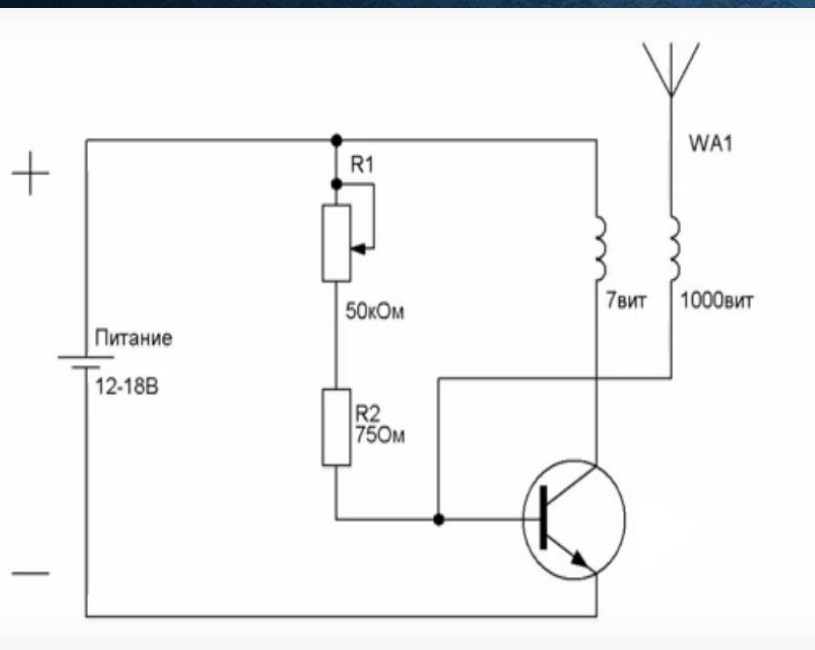 +
WA1
R1
50кОм
7вит
1000вит
Питание
12-18В
R2
75Ом
−